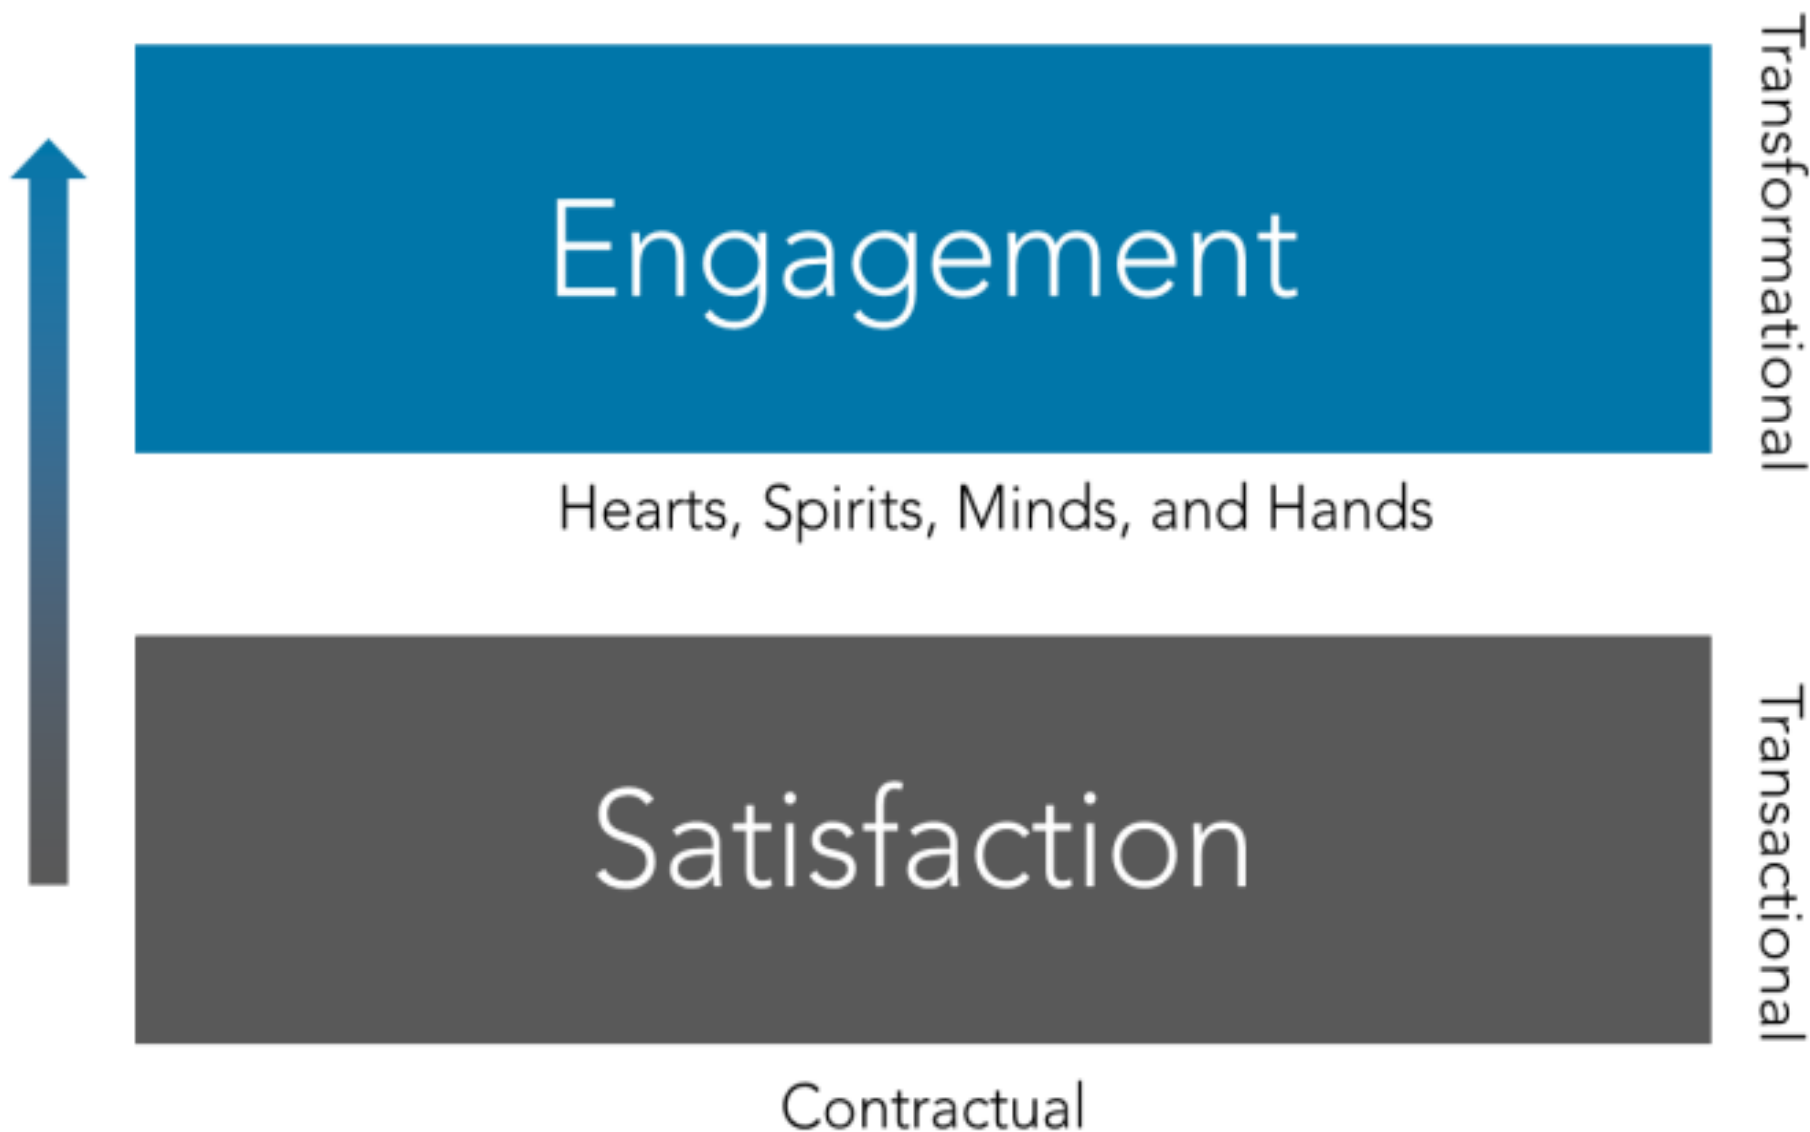 Engagement
Transformational
Hearts, Spirits, Minds, and Hands
Satisfaction
Transactional
Contractual